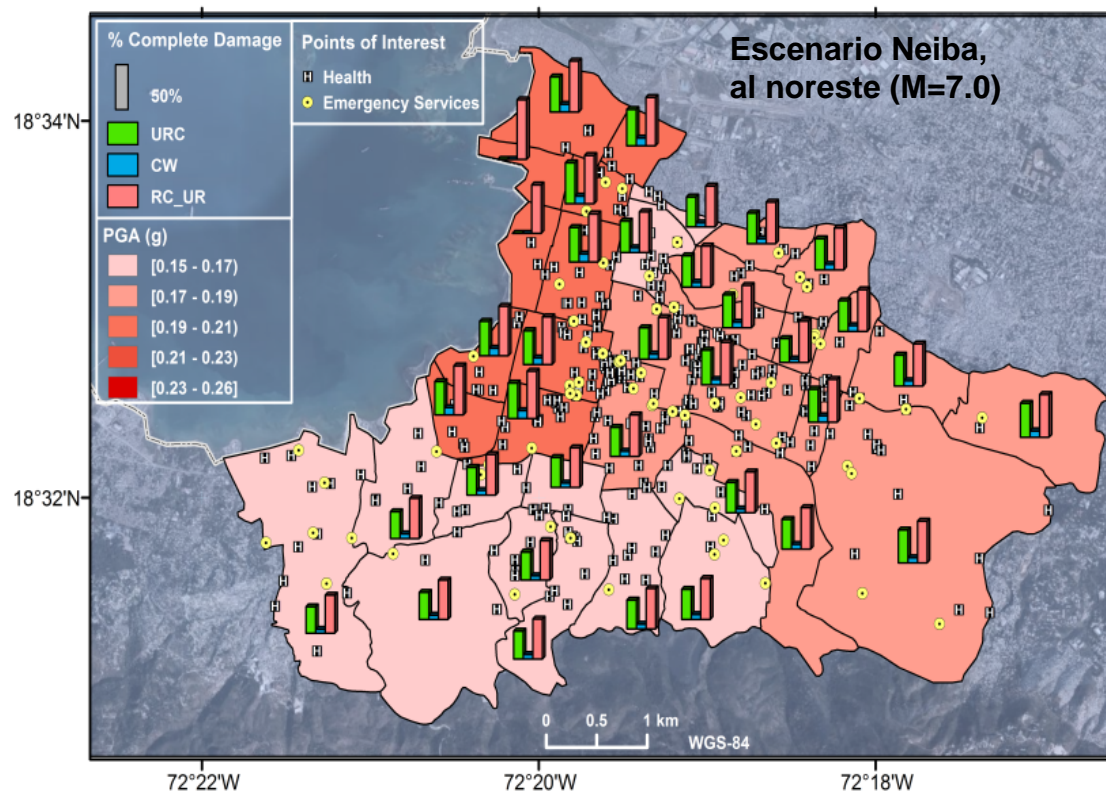 Escenario Neiba,
al noreste (M=7.0)
% Complete Damage
50%
URC
CW
RC_UR
Points of Interest
H Health
Emergency Services
PGA (g)
[0.15 - 0.17)
[0.17 - 0.19)
[0.19 - 0.21)
[0.21 - 0.23)
[0.23 - 0.26]
18°34'N
18°32'N
0 0.5 1 km
WGS-84
72°22'W
72°20'W
72°18'W